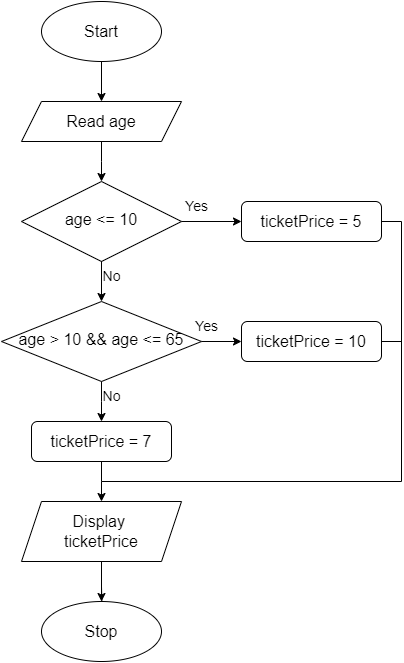 Start
Read age
age <= 10
Yes
ticketPrice = 5
No
age > 10 && age <= 65
Yes
ticketPrice = 10
No
ticketPrice = 7
Display
ticketPrice
Stop